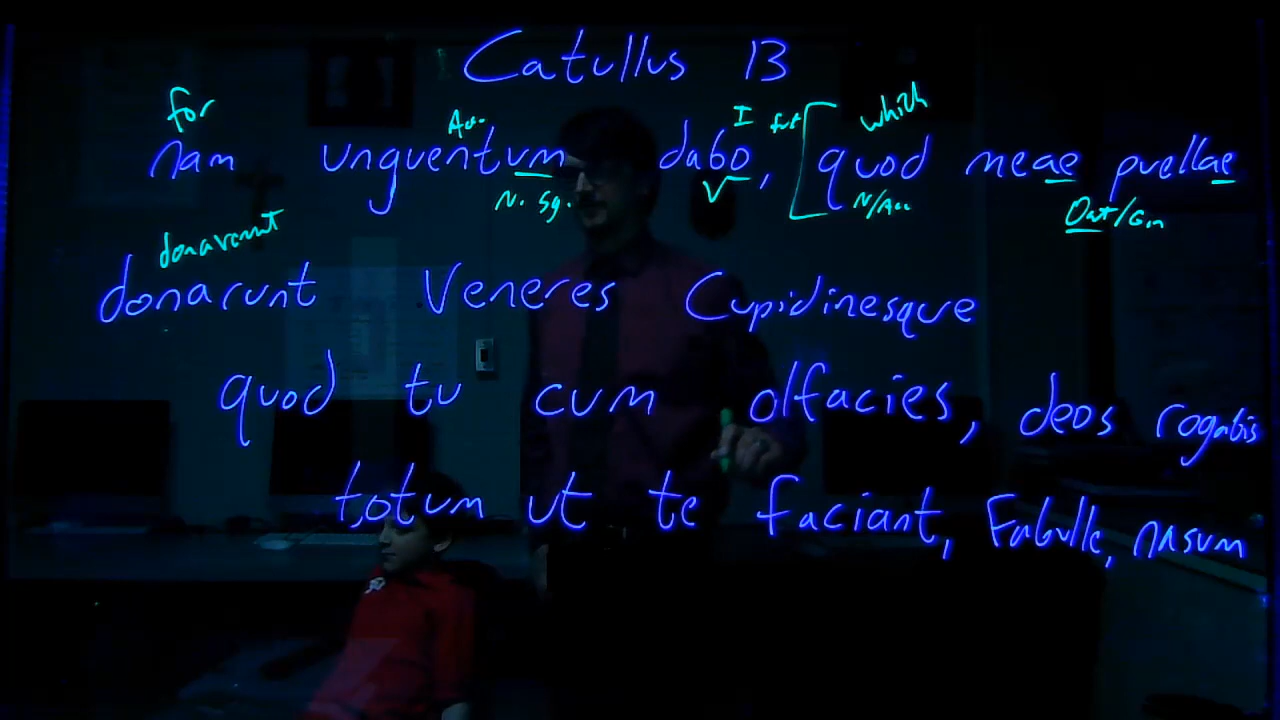 Catullus 13
for Acc. I fut which
nam unguentum dabo, [quod meae puellae
N. Sg. V N/Acc Dat/Gen
donaverunt
donarunt Veneres Cupidinesque
quod tu cum olfacies, deos rogabis
totum ut te faciant, Fabulle, nasum